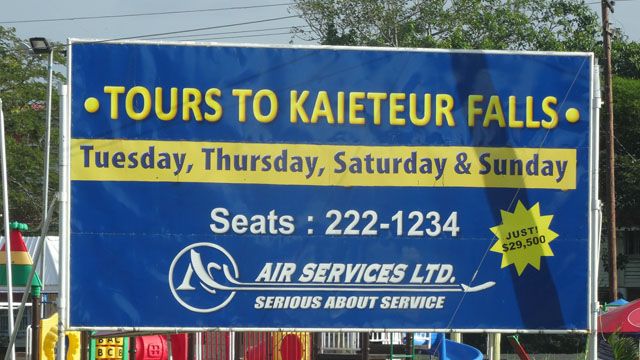 • TOURS TO KAIETEUR FALLS •
Tuesday, Thursday, Saturday & Sunday
Seats : 222-1234
JUST!
$29,500
ASL
AIR SERVICES LTD.
SERIOUS ABOUT SERVICE